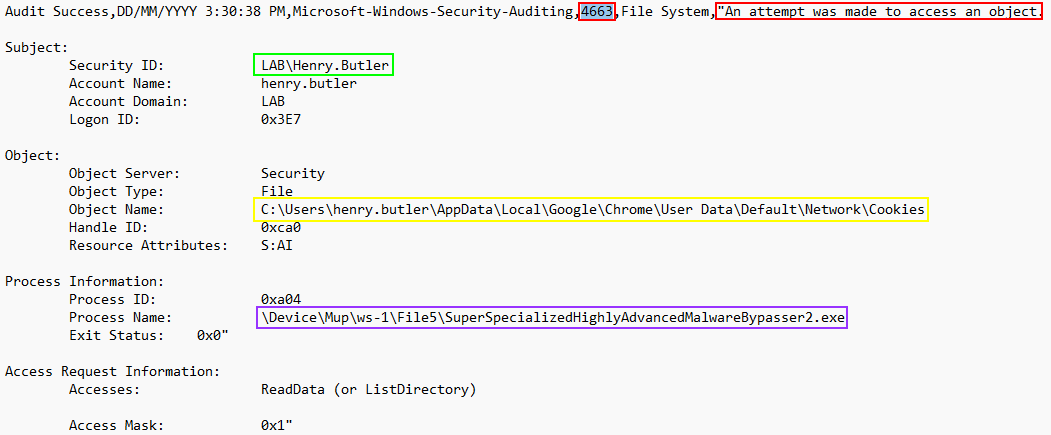 Audit Success,DD/MM/YYYY 3:30:38 PM,Microsoft-Windows-Security-Auditing,4663,File System,"An attempt was made to access an object.
Subject:
Security ID: LAB\Henry.Butler
Account Name: henry.butler
Account Domain: LAB
Logon ID: 0x3E7
Object:
Object Server: Security
Object Type: File
Object Name: C:\Users\henry.butler\AppData\Local\Google\Chrome\User Data\Default\Network\Cookies
Handle ID: 0xca0
Resource Attributes: S:AI
Process Information:
Process ID: 0xa04
Process Name: \Device\Mup\ws-1\File5\SuperSpecializedHighlyAdvancedMalwareBypasser2.exe
Exit Status: 0x0"
Access Request Information:
Accesses: ReadData (or ListDirectory)
Access Mask: 0x1"